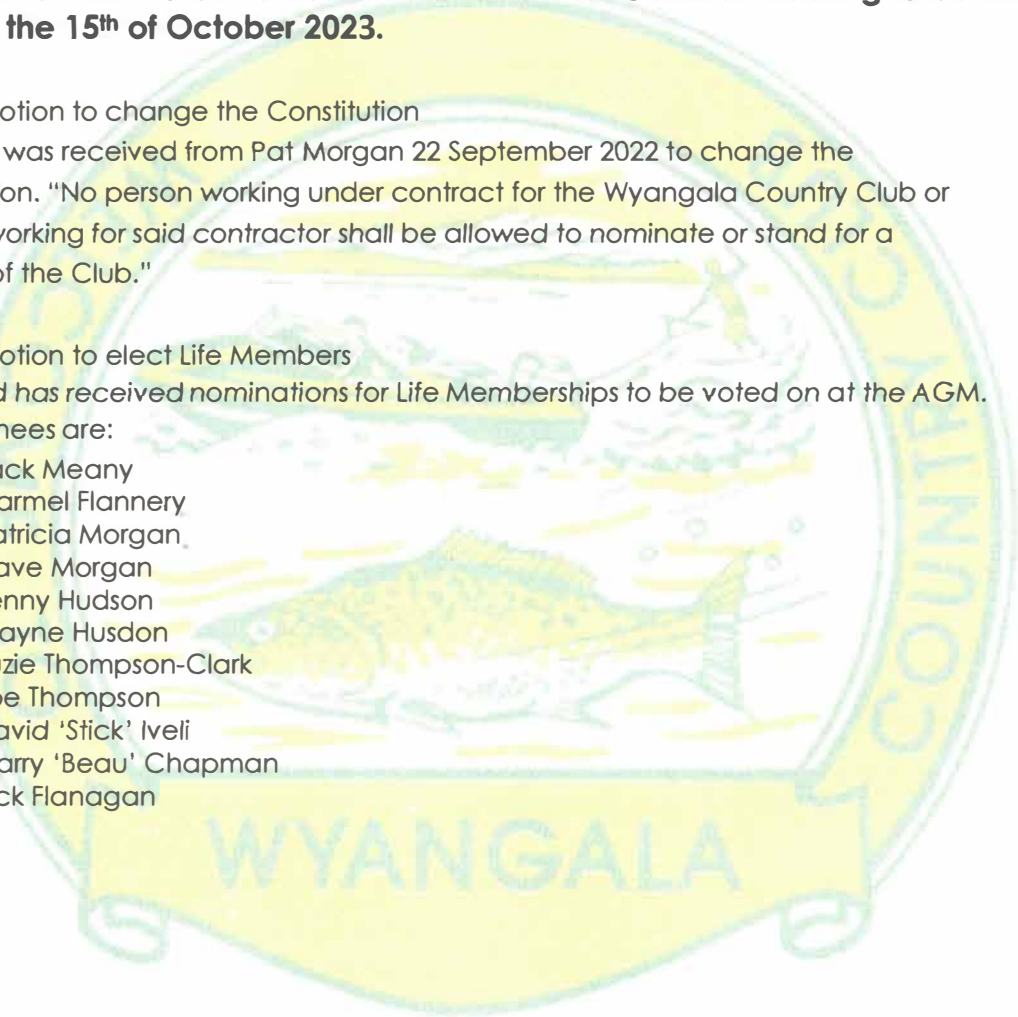 the 15th of October 2023.
otion to change the Constitution
was received from Pat Morgan 22 September 2022 to change the
on. "No person working under contract for the Wyangala Country Club or
vorking for said contractor shall be allowed to nominate or stand for a
of the Club."
otion to elect Life Members
d has received nominations for Life Memberships to be voted on at the AGM.
nees are:
ack Meany
armel Flannery
atricia Morgan
ave Morgan
enny Hudson
ayne Husdon
uzie Thompson-Clark
oe Thompson
avid 'Stick' Iveli
arry 'Beau' Chapman
ck Flanagan
COUNTRY CLUB
WYANGALA